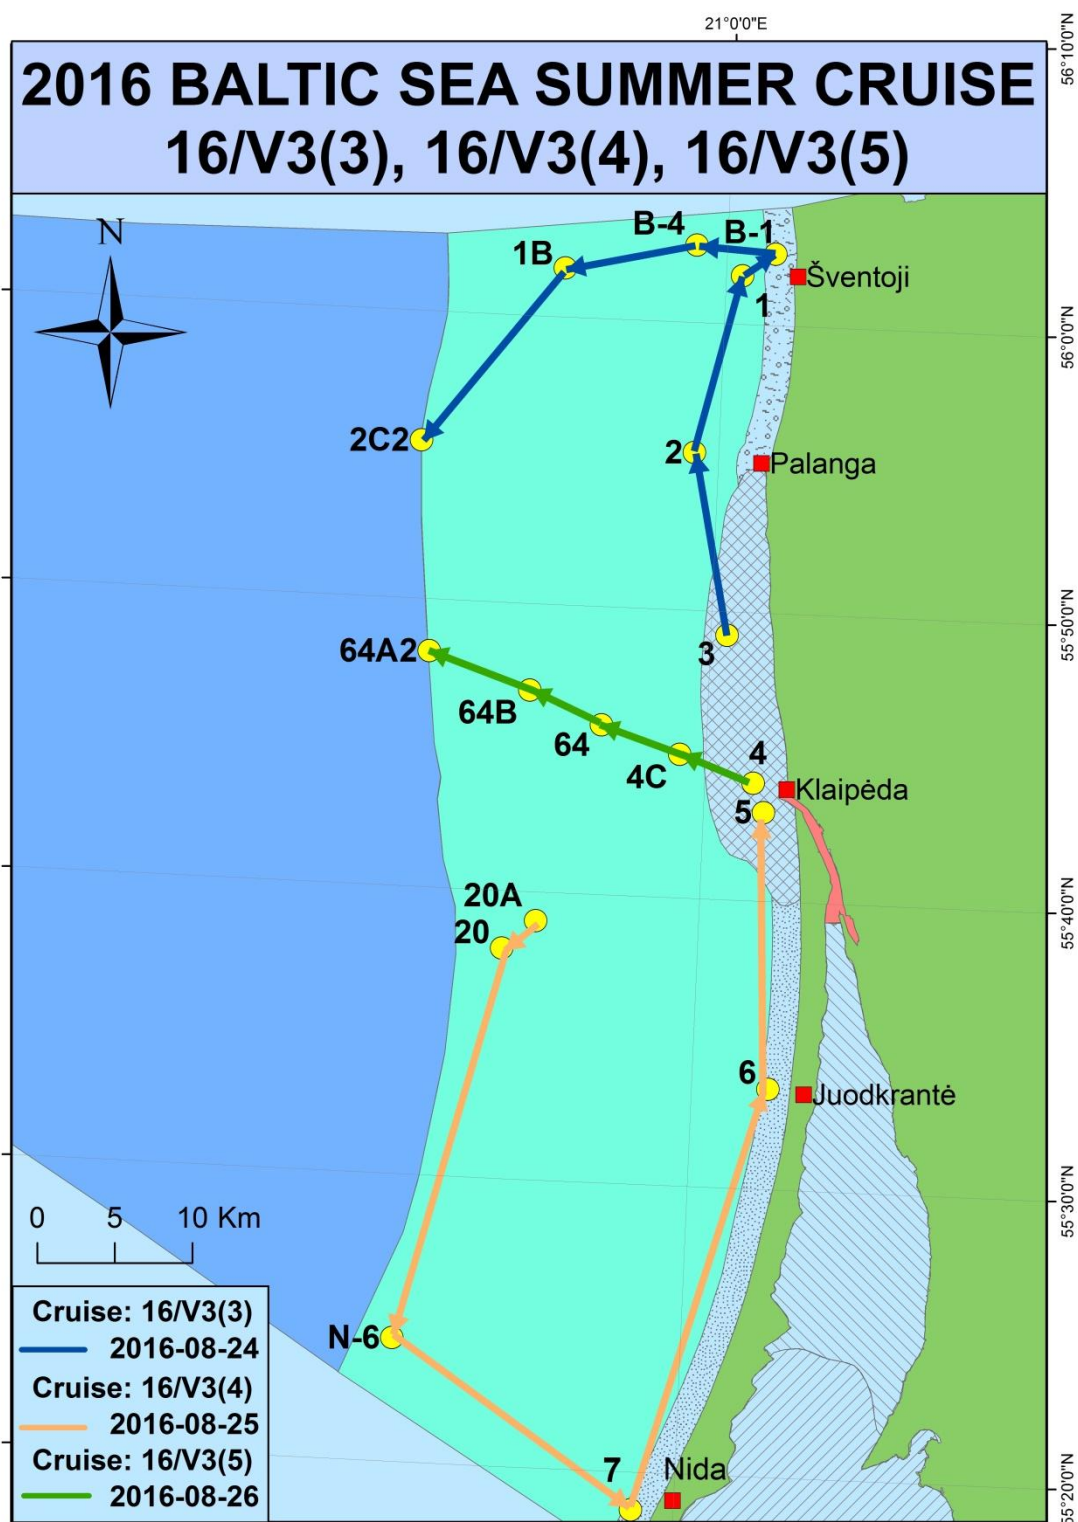 21°0'0"E
56°10'0"N
2016 BALTIC SEA SUMMER CRUISE
16/V3(3), 16/V3(4), 16/V3(5)
N
B-4
B-1
1B
Šventoji
1
56°0'0"N
2C2
2
Palanga
55°50'0"N
64A2
3
64B
64
4C
4
Klaipėda
5
20A
20
55°40'0"N
6
Juodkrantė
55°30'0"N
0 5 10 Km
Cruise: 16/V3(3)
2016-08-24
Cruise: 16/V3(4)
2016-08-25
Cruise: 16/V3(5)
2016-08-26
N-6
7
Nida
55°20'0"N